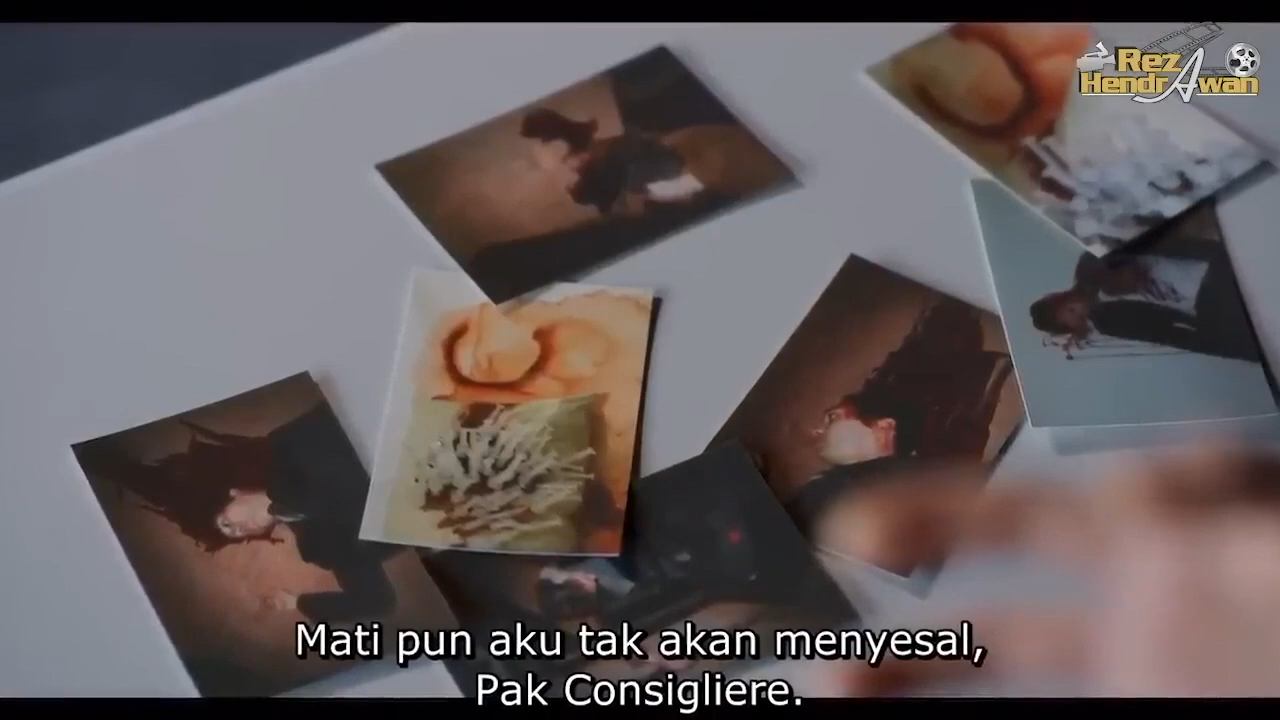 Rez
HendrAwan
Mati pun aku tak akan menyesal,
Pak Consigliere.